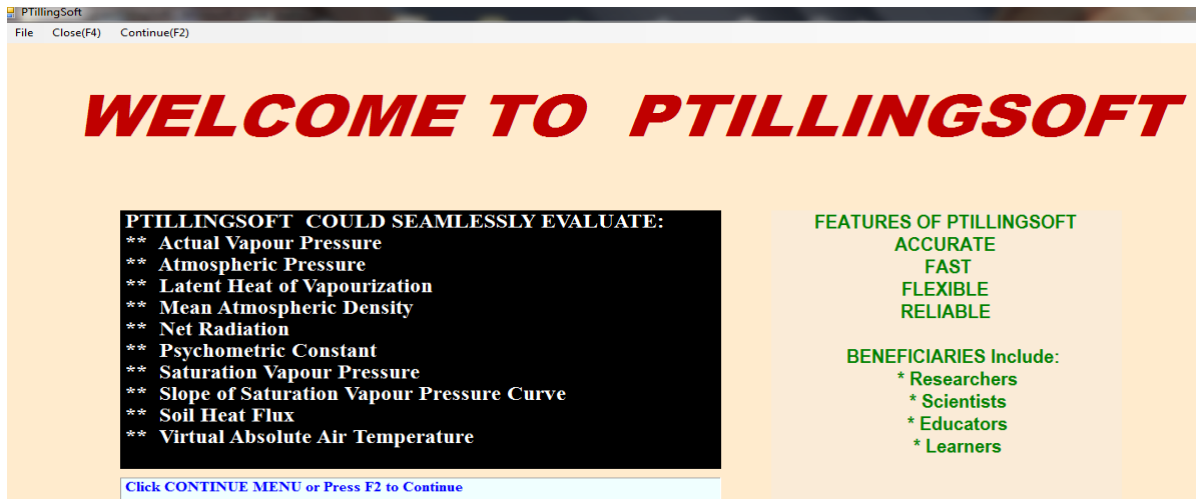 PTillingSoft
File Close(F4) Continue(F2)
WELCOME TO PTILLINGSOFT
PTILLINGSOFT COULD SEAMLESSLY EVALUATE:
** Actual Vapour Pressure
** Atmospheric Pressure
** Latent Heat of Vapourization
** Mean Atmospheric Density
** Net Radiation
** Psychometric Constant
** Saturation Vapour Pressure
** Slope of Saturation Vapour Pressure Curve
** Soil Heat Flux
** Virtual Absolute Air Temperature
Click CONTINUE MENU or Press F2 to Continue
FEATURES OF PTILLINGSOFT
ACCURATE
FAST
FLEXIBLE
RELIABLE
BENEFICIARIES Include:
* Researchers
* Scientists
* Educators
* Learners